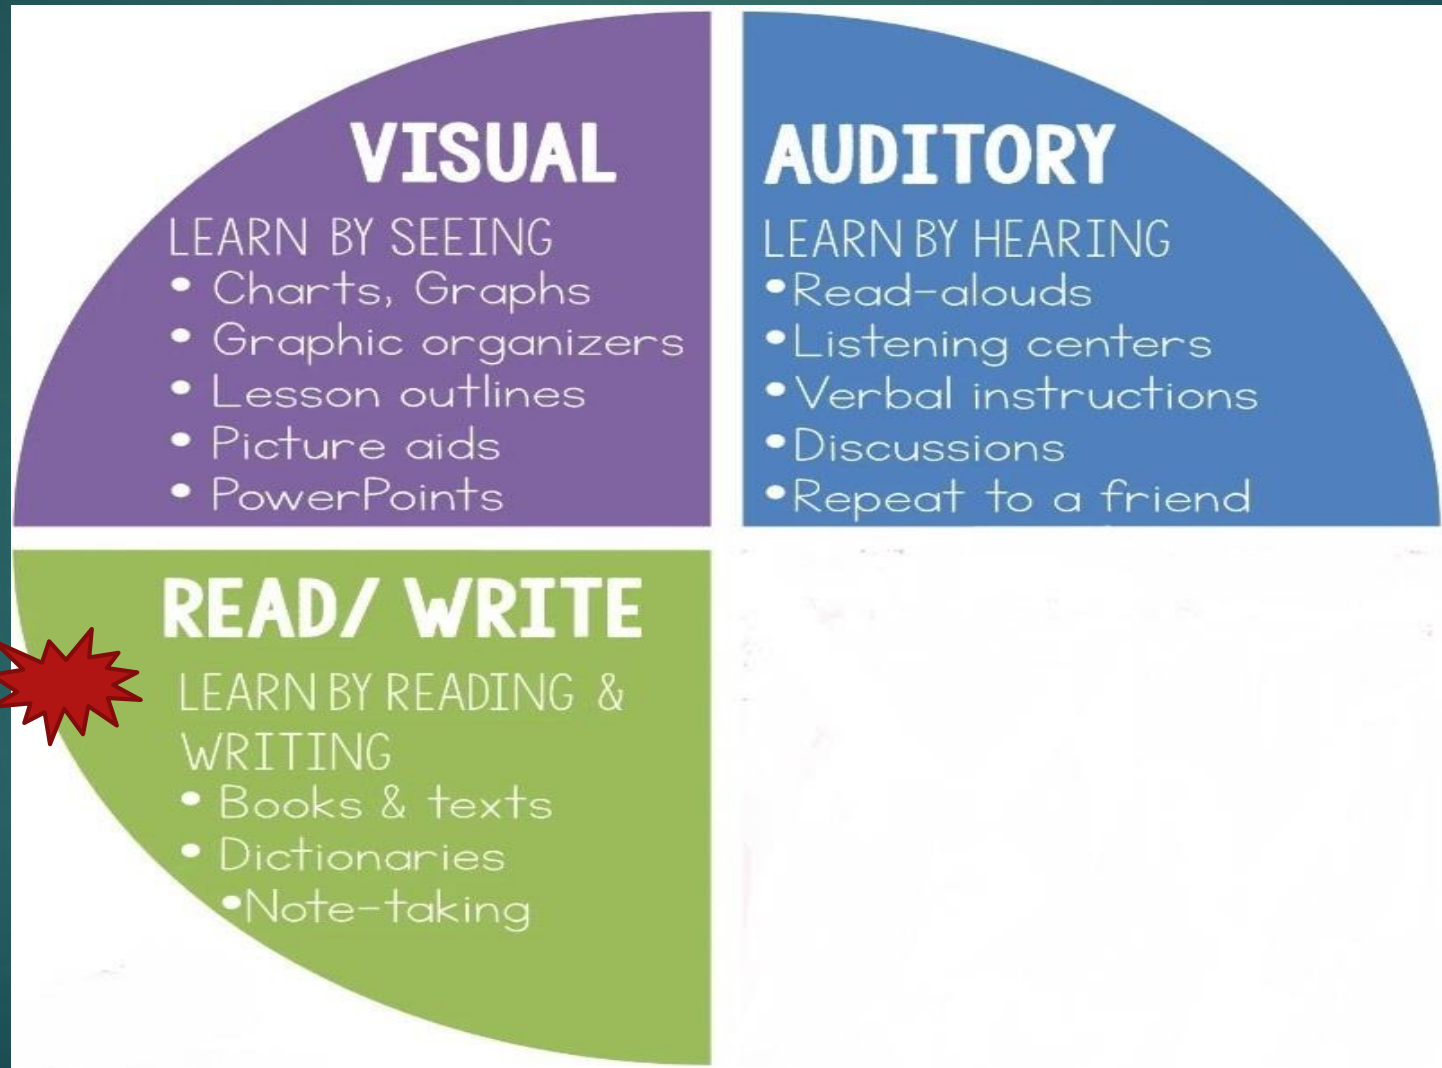 VISUAL
LEARN BY SEEING
• Charts, Graphs
• Graphic organizers
• Lesson outlines
• Picture aids
• PowerPoints
AUDITORY
LEARN BY HEARING
•Read-alouds
•Listening centers
•Verbal instructions
•Discussions
•Repeat to a friend
READ/ WRITE
LEARN BY READING &
WRITING
• Books & texts
• Dictionaries
•Note-taking